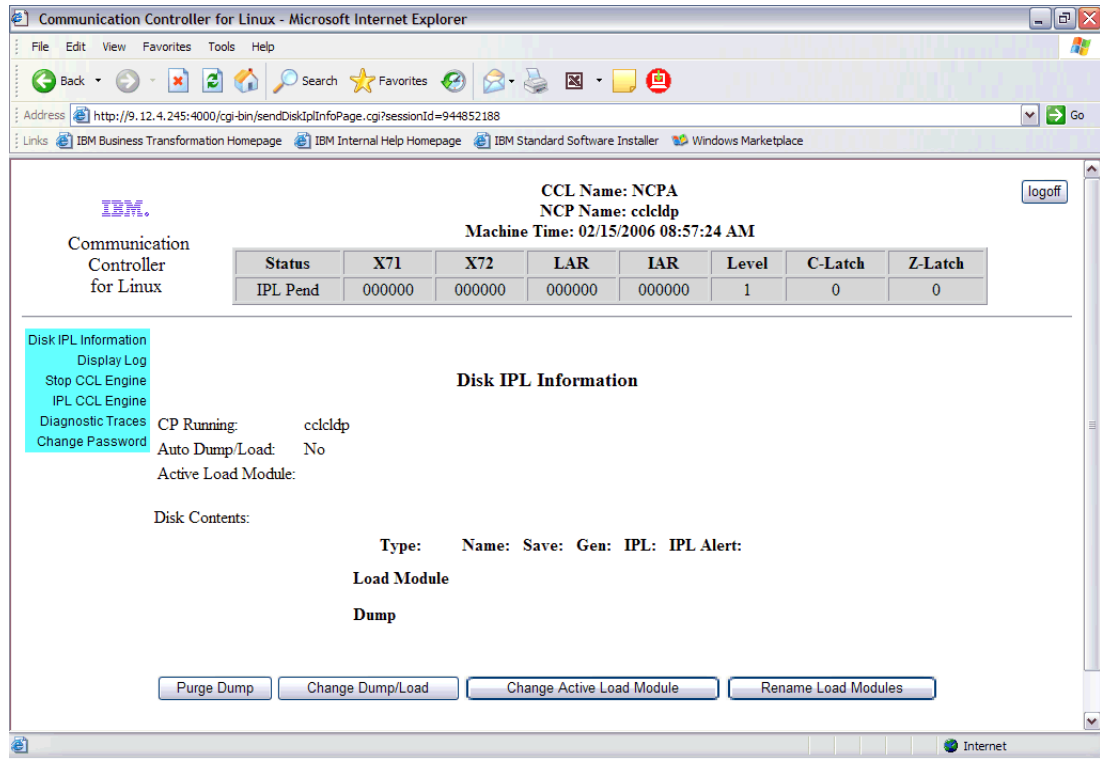 Communication Controller for Linux - Microsoft Internet Explorer
File Edit View Favorites Tools Help
Back Search Favorites
Address http://9.12.4.245:4000/cgi-bin/sendDiskIplInfoPage.cgi?sessionId=944852188 Go
Links IBM Business Transformation Homepage IBM Internal Help Homepage IBM Standard Software Installer Windows Marketplace
IBM.
Communication
Controller
for Linux
CCL Name: NCPA
NCP Name: cclcldp
Machine Time: 02/15/2006 08:57:24 AM
logoff
Status X71 X72 LAR IAR Level C-Latch Z-Latch
IPL Pend 000000 000000 000000 000000 1 0 0
Disk IPL Information
Display Log
Stop CCL Engine
IPL CCL Engine
Diagnostic Traces
Change Password
Disk IPL Information
CP Running: cclcldp
Auto Dump/Load: No
Active Load Module:
Disk Contents:
Type: Name: Save: Gen: IPL: IPL Alert:
Load Module
Dump
Purge Dump Change Dump/Load Change Active Load Module Rename Load Modules
Internet